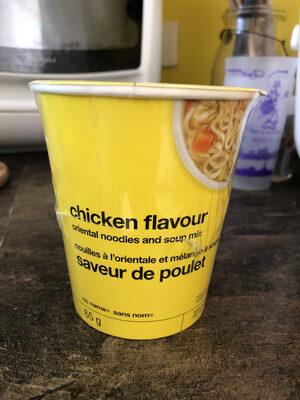 chicken flavour
oriental noodles and soup mix
nouilles à l'orientale et mélange à soupe
saveur de poulet
no name® sans nom®
65 g